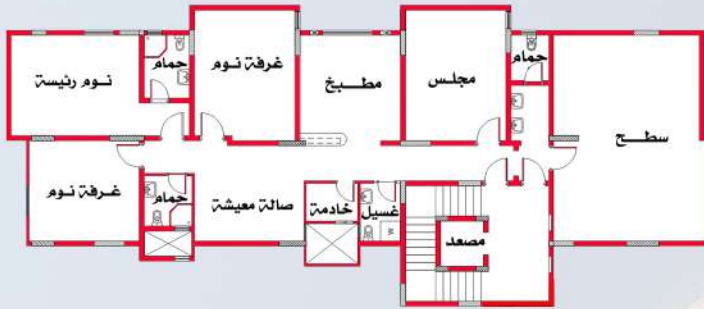 حمام
غرفة نوم
مطبخ
مجلس
حمام
سطح
نوم رئيسة
غرفة نوم
حمام
صالة معيشة
خادمة
غسيل
مصعد
W